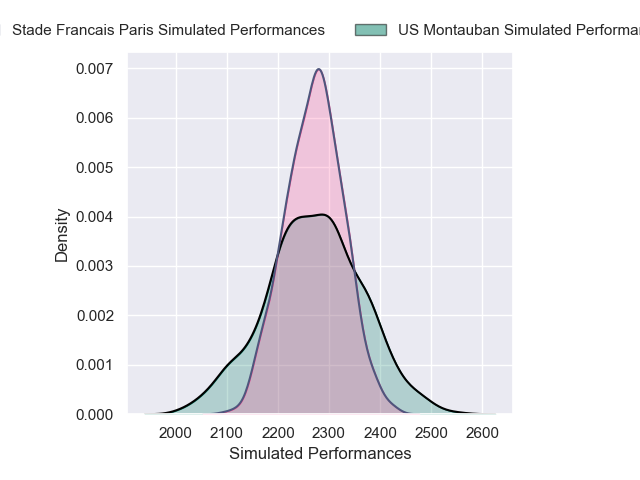 Stade Francais Paris Simulated Performances US Montauban Simulated
0.007
0.006
0.005
0.004
0.003
0.002
0.001
0.000
Density
2000 2100 2200 2300 2400 2500 2600
Simulated Performances